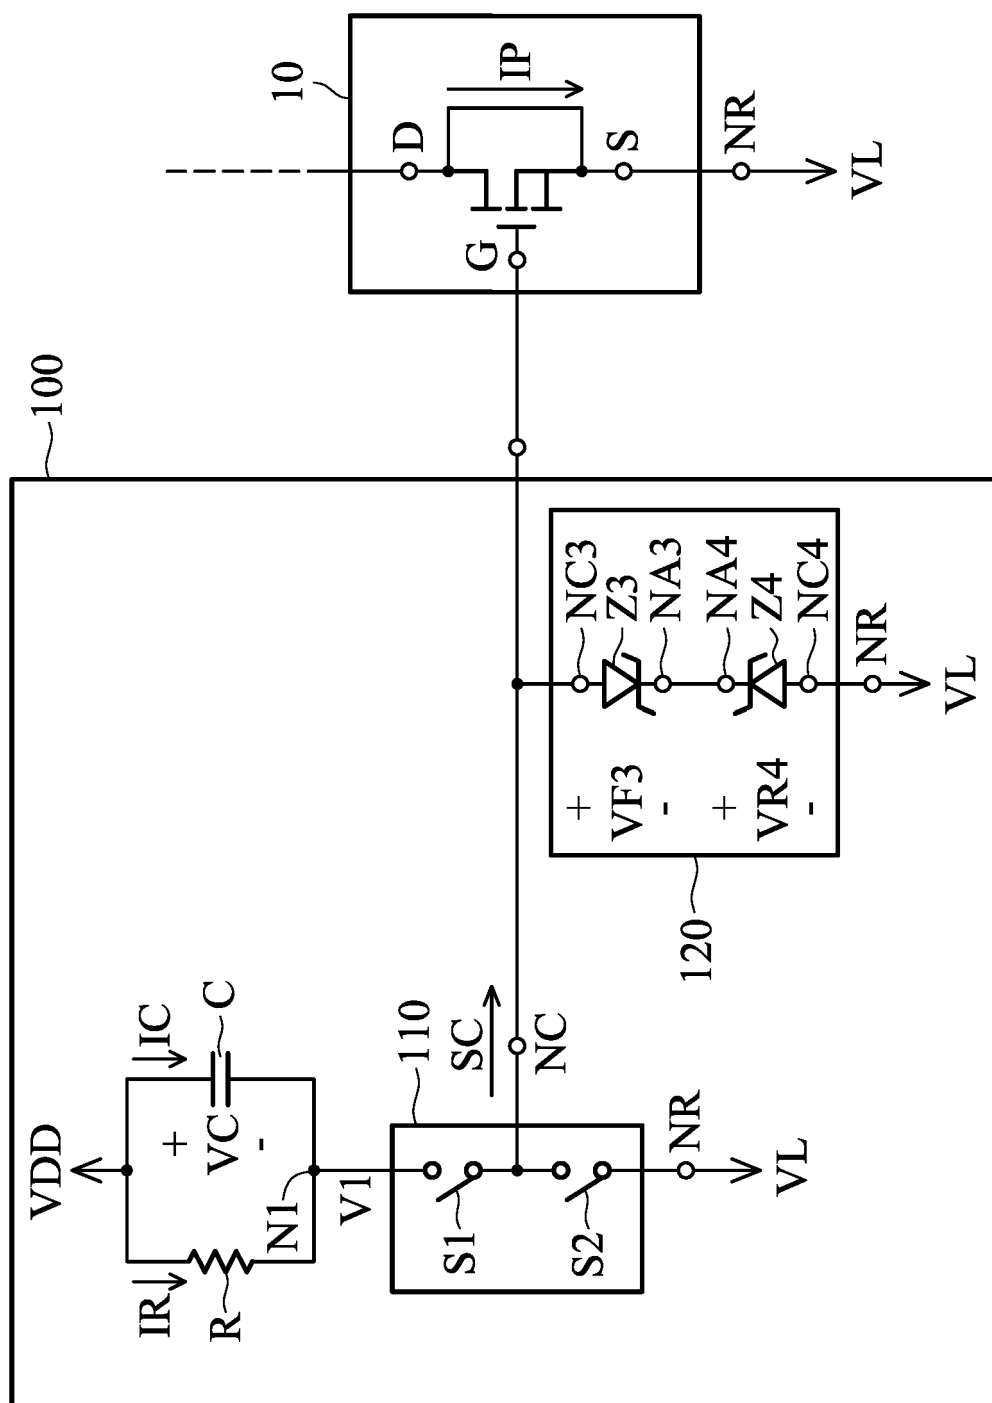 VDD
IR
R
+
VC
-
IC
C
N1
V1
110
S1
S2
NR
VL
SC
NC
100
120
+
VF3
-
+
VR4
-
NC3
Z3
NA3
NA4
Z4
NC4
NR
VL
10
D
IP
G
S
NR
VL